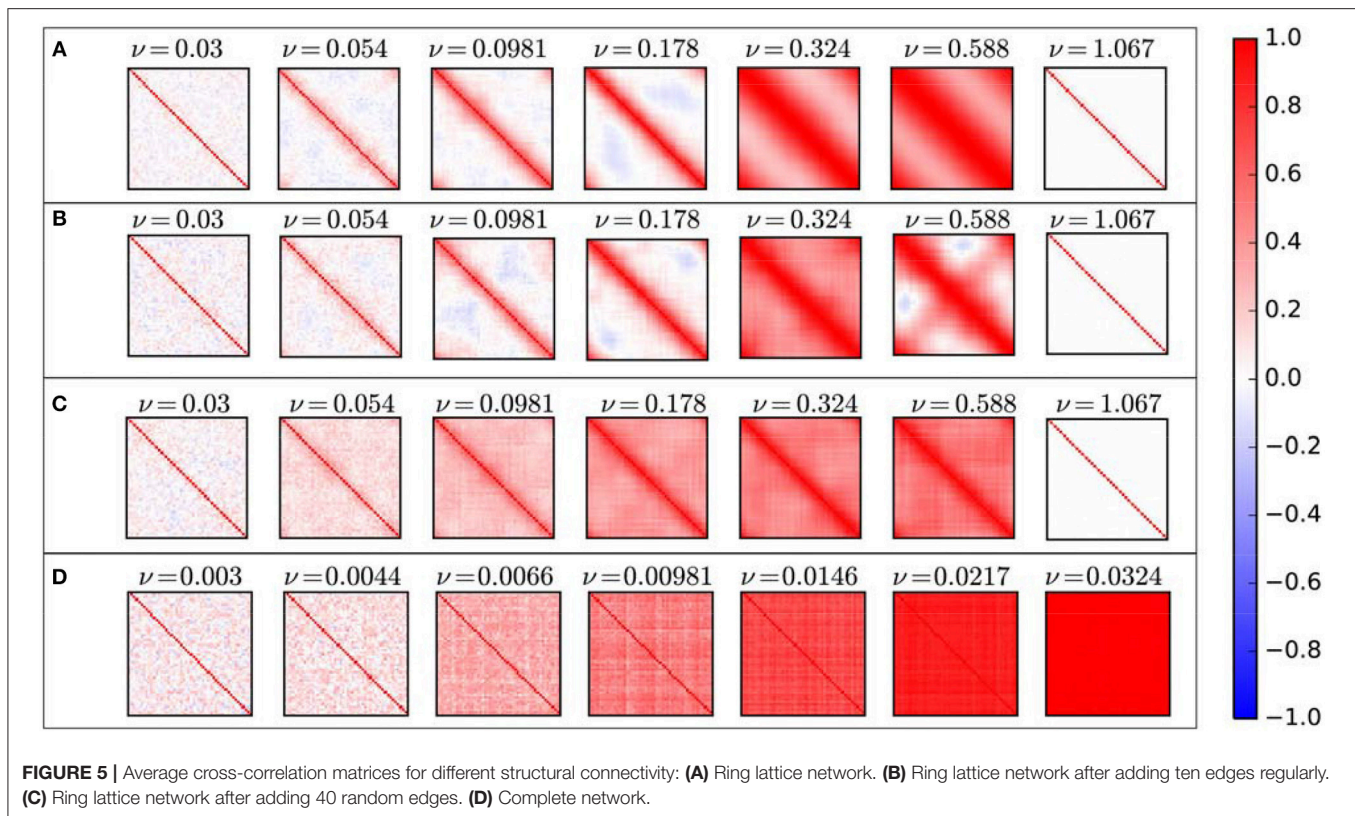 A
ν = 0.03 ν = 0.054 ν = 0.0981 ν = 0.178 ν = 0.324 ν = 0.588 ν = 1.067
B
ν = 0.03 ν = 0.054 ν = 0.0981 ν = 0.178 ν = 0.324 ν = 0.588 ν = 1.067
C
ν = 0.03 ν = 0.054 ν = 0.0981 ν = 0.178 ν = 0.324 ν = 0.588 ν = 1.067
D
ν=0.003 ν=0.0044 ν=0.0066 ν=0.00981 ν=0.0146 ν=0.0217 ν=0.0324
1.0
0.8
0.6
0.4
0.2
0.0
−0.2
−0.4
−0.6
−0.8
−1.0
FIGURE 5 | Average cross-correlation matrices for different structural connectivity: (A) Ring lattice network. (B) Ring lattice network after adding ten edges regularly.
(C) Ring lattice network after adding 40 random edges. (D) Complete network.